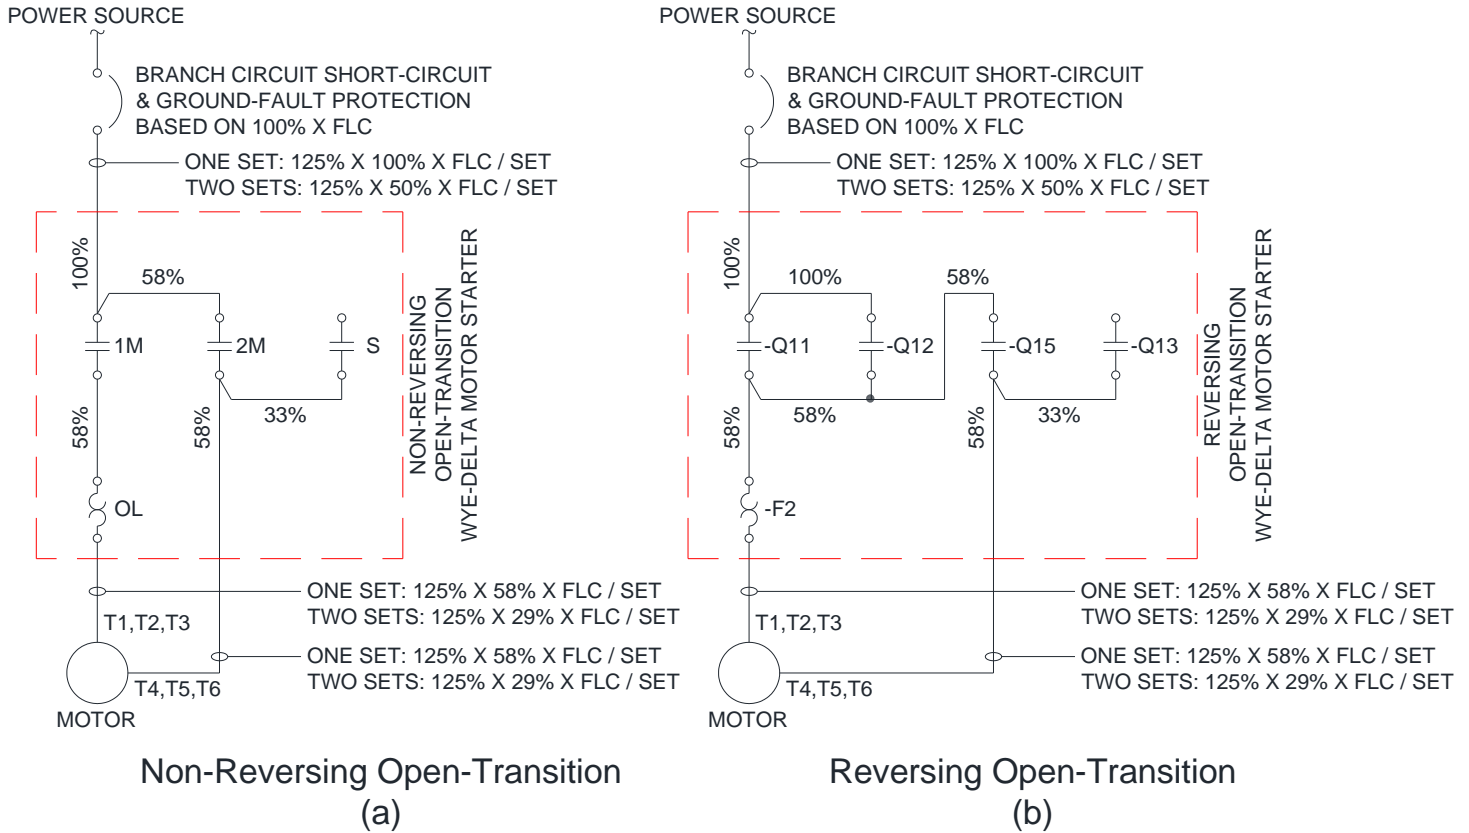 POWER SOURCE
BRANCH CIRCUIT SHORT-CIRCUIT
& GROUND-FAULT PROTECTION
BASED ON 100% X FLC
ONE SET: 125% X 100% X FLC / SET
TWO SETS: 125% X 50% X FLC / SET
100%
58%
1M
2M
S
58%
58%
33%
OL
NON-REVERSING
OPEN-TRANSITION
WYE-DELTA MOTOR STARTER
ONE SET: 125% X 58% X FLC / SET
TWO SETS: 125% X 29% X FLC / SET
T1,T2,T3
ONE SET: 125% X 58% X FLC / SET
TWO SETS: 125% X 29% X FLC / SET
T4,T5,T6
MOTOR
Non-Reversing Open-Transition
(a)
POWER SOURCE
BRANCH CIRCUIT SHORT-CIRCUIT
& GROUND-FAULT PROTECTION
BASED ON 100% X FLC
ONE SET: 125% X 100% X FLC / SET
TWO SETS: 125% X 50% X FLC / SET
100%
100%
58%
-Q11
-Q12
-Q15
-Q13
58%
58%
58%
33%
-F2
REVERSING
OPEN-TRANSITION
WYE-DELTA MOTOR STARTER
ONE SET: 125% X 58% X FLC / SET
TWO SETS: 125% X 29% X FLC / SET
T1,T2,T3
ONE SET: 125% X 58% X FLC / SET
TWO SETS: 125% X 29% X FLC / SET
T4,T5,T6
MOTOR
Reversing Open-Transition
(b)